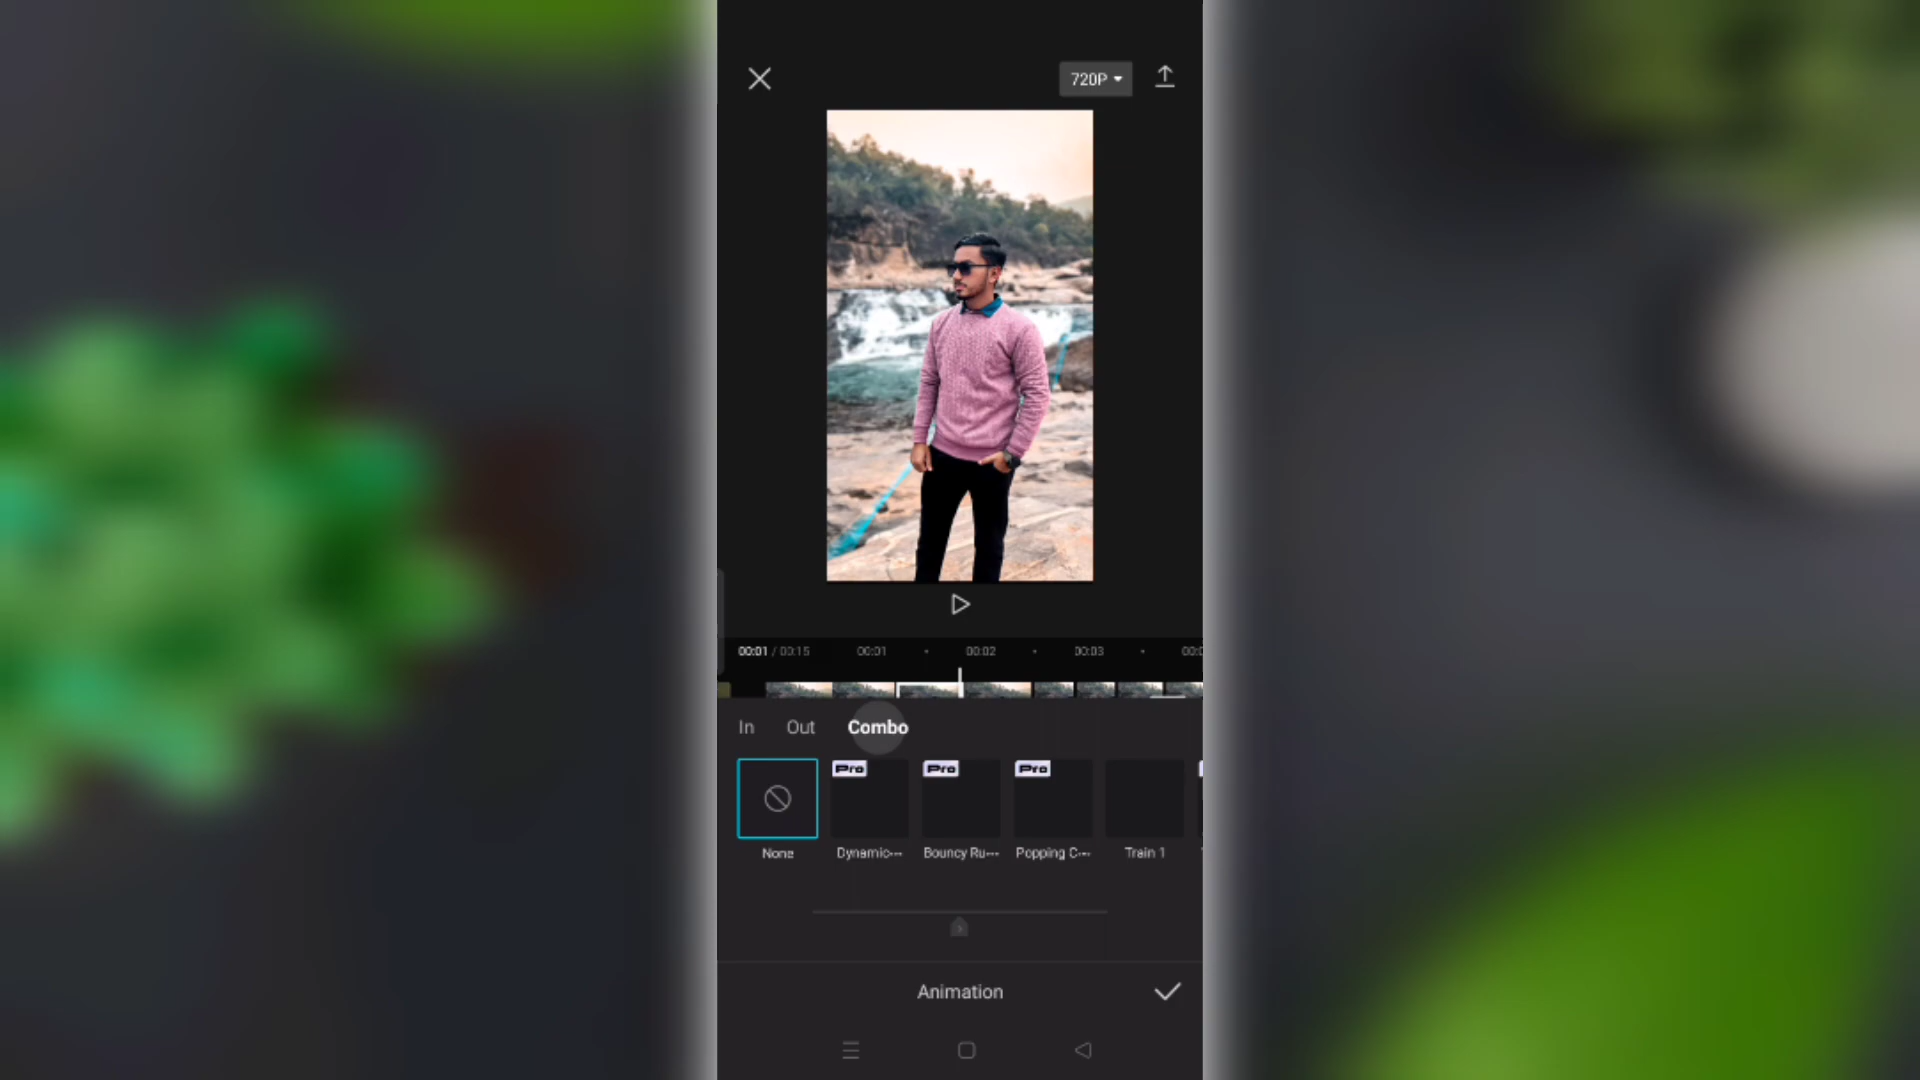 720P
00:01 / 00:15 00:01 00:02 00:03
In Out Combo
Pro Pro Pro
None Dynamic··· Bouncy Ru··· Popping C··· Train 1
Animation